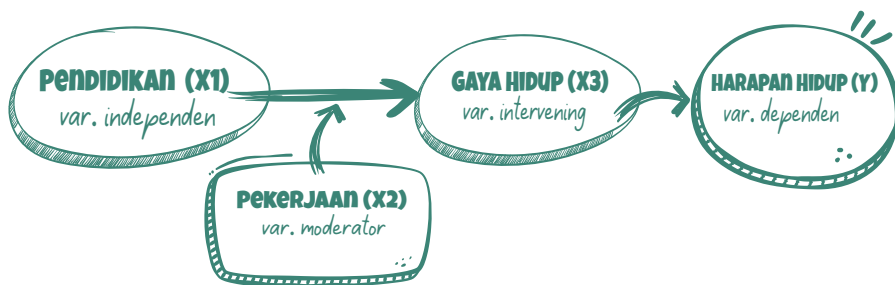 Pendidikan (X1)
var. independen
GAYA HIDUP (X3)
var. intervening
HARAPAN HIDUP (Y)
var. dependen
Pekerjaan (X2)
var. moderator